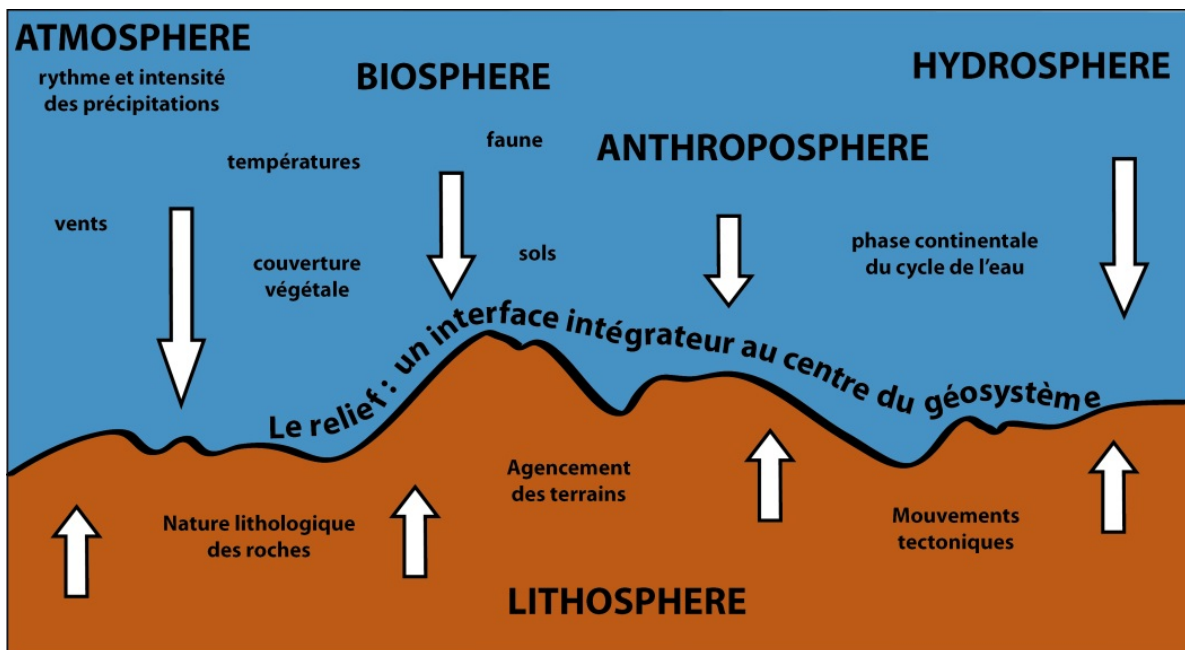 ATMOSPHERE
rythme et intensité
des précipitations
BIOSPHERE
HYDROSPHERE
faune
ANTHROPOSPHERE
températures
vents
couverture
végétale
sols
phase continentale
du cycle de l'eau
Le relief : un interface intégrateur au centre du géosystème
Agencement
des terrains
Nature lithologique
des roches
Mouvements
tectoniques
LITHOSPHERE